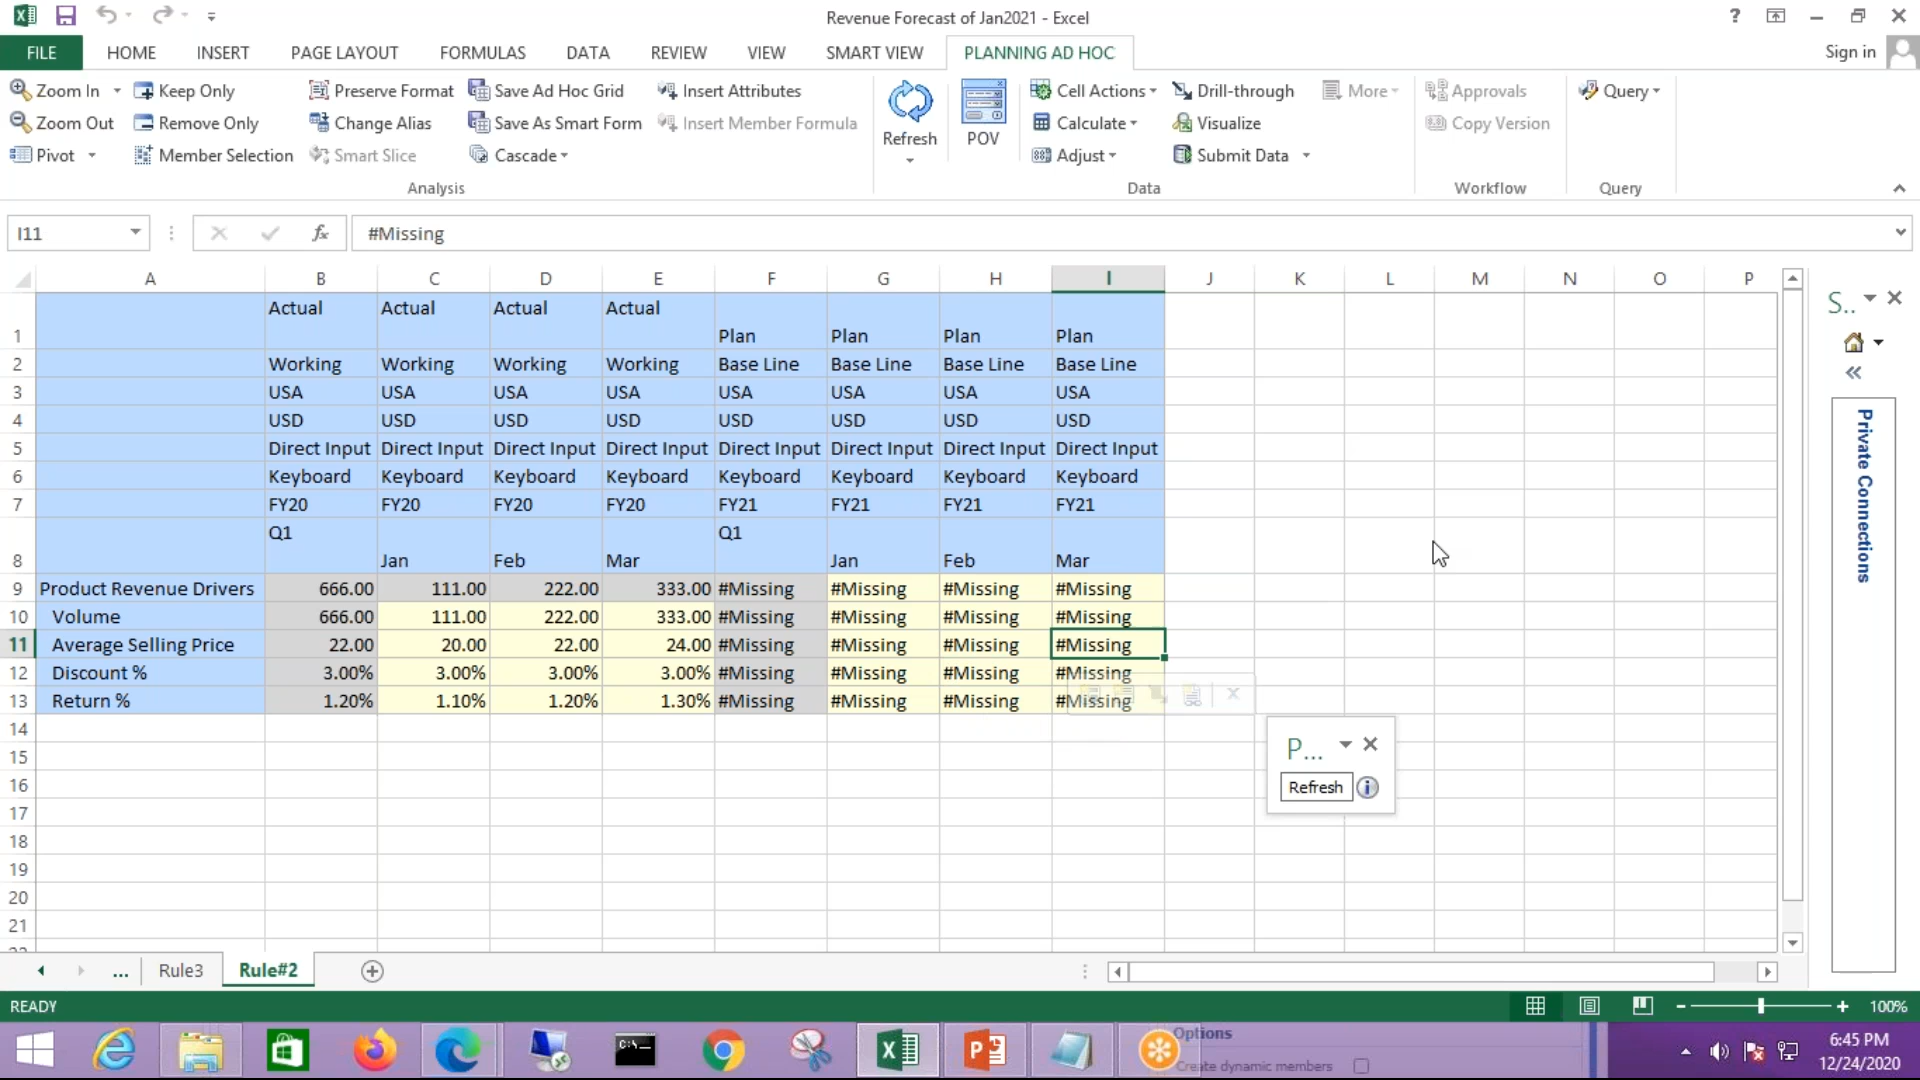 Revenue Forecast of Jan2021 - Excel
?
FILE HOME INSERT PAGE LAYOUT FORMULAS DATA REVIEW VIEW SMART VIEW PLANNING AD HOC Sign in
Zoom In Keep Only Preserve Format Save Ad Hoc Grid Insert Attributes Cell Actions Drill-through More Approvals Query
Zoom Out Remove Only Change Alias Save As Smart Form Insert Member Formula Refresh POV Calculate Visualize Copy Version
Pivot Member Selection Smart Slice Cascade Adjust Submit Data
Analysis Data Workflow Query
I11 fx #Missing
A B C D E F G H I J K L M N O P
1 Actual Actual Actual Actual Plan Plan Plan Plan
2 Working Working Working Working Base Line Base Line Base Line Base Line
3 USA USA USA USA USA USA USA USA
4 USD USD USD USD USD USD USD USD
5 Direct Input Direct Input Direct Input Direct Input Direct Input Direct Input Direct Input Direct Input
6 Keyboard Keyboard Keyboard Keyboard Keyboard Keyboard Keyboard Keyboard
7 FY20 FY20 FY20 FY20 FY21 FY21 FY21 FY21
8 Q1 Jan Feb Mar Q1 Jan Feb Mar
9 Product Revenue Drivers 666.00 111.00 222.00 333.00 #Missing #Missing #Missing #Missing
10 Volume 666.00 111.00 222.00 333.00 #Missing #Missing #Missing #Missing
11 Average Selling Price 22.00 20.00 22.00 24.00 #Missing #Missing #Missing #Missing
12 Discount % 3.00% 3.00% 3.00% 3.00% #Missing #Missing #Missing #Missing
13 Return % 1.20% 1.10% 1.20% 1.30% #Missing #Missing #Missing #Missing
14
15
16
17
18
19
20
21
S..
Private Connections
P...
Refresh
... Rule3 Rule#2
READY 100%
Options
Create dynamic members
6:45 PM
12/24/2020